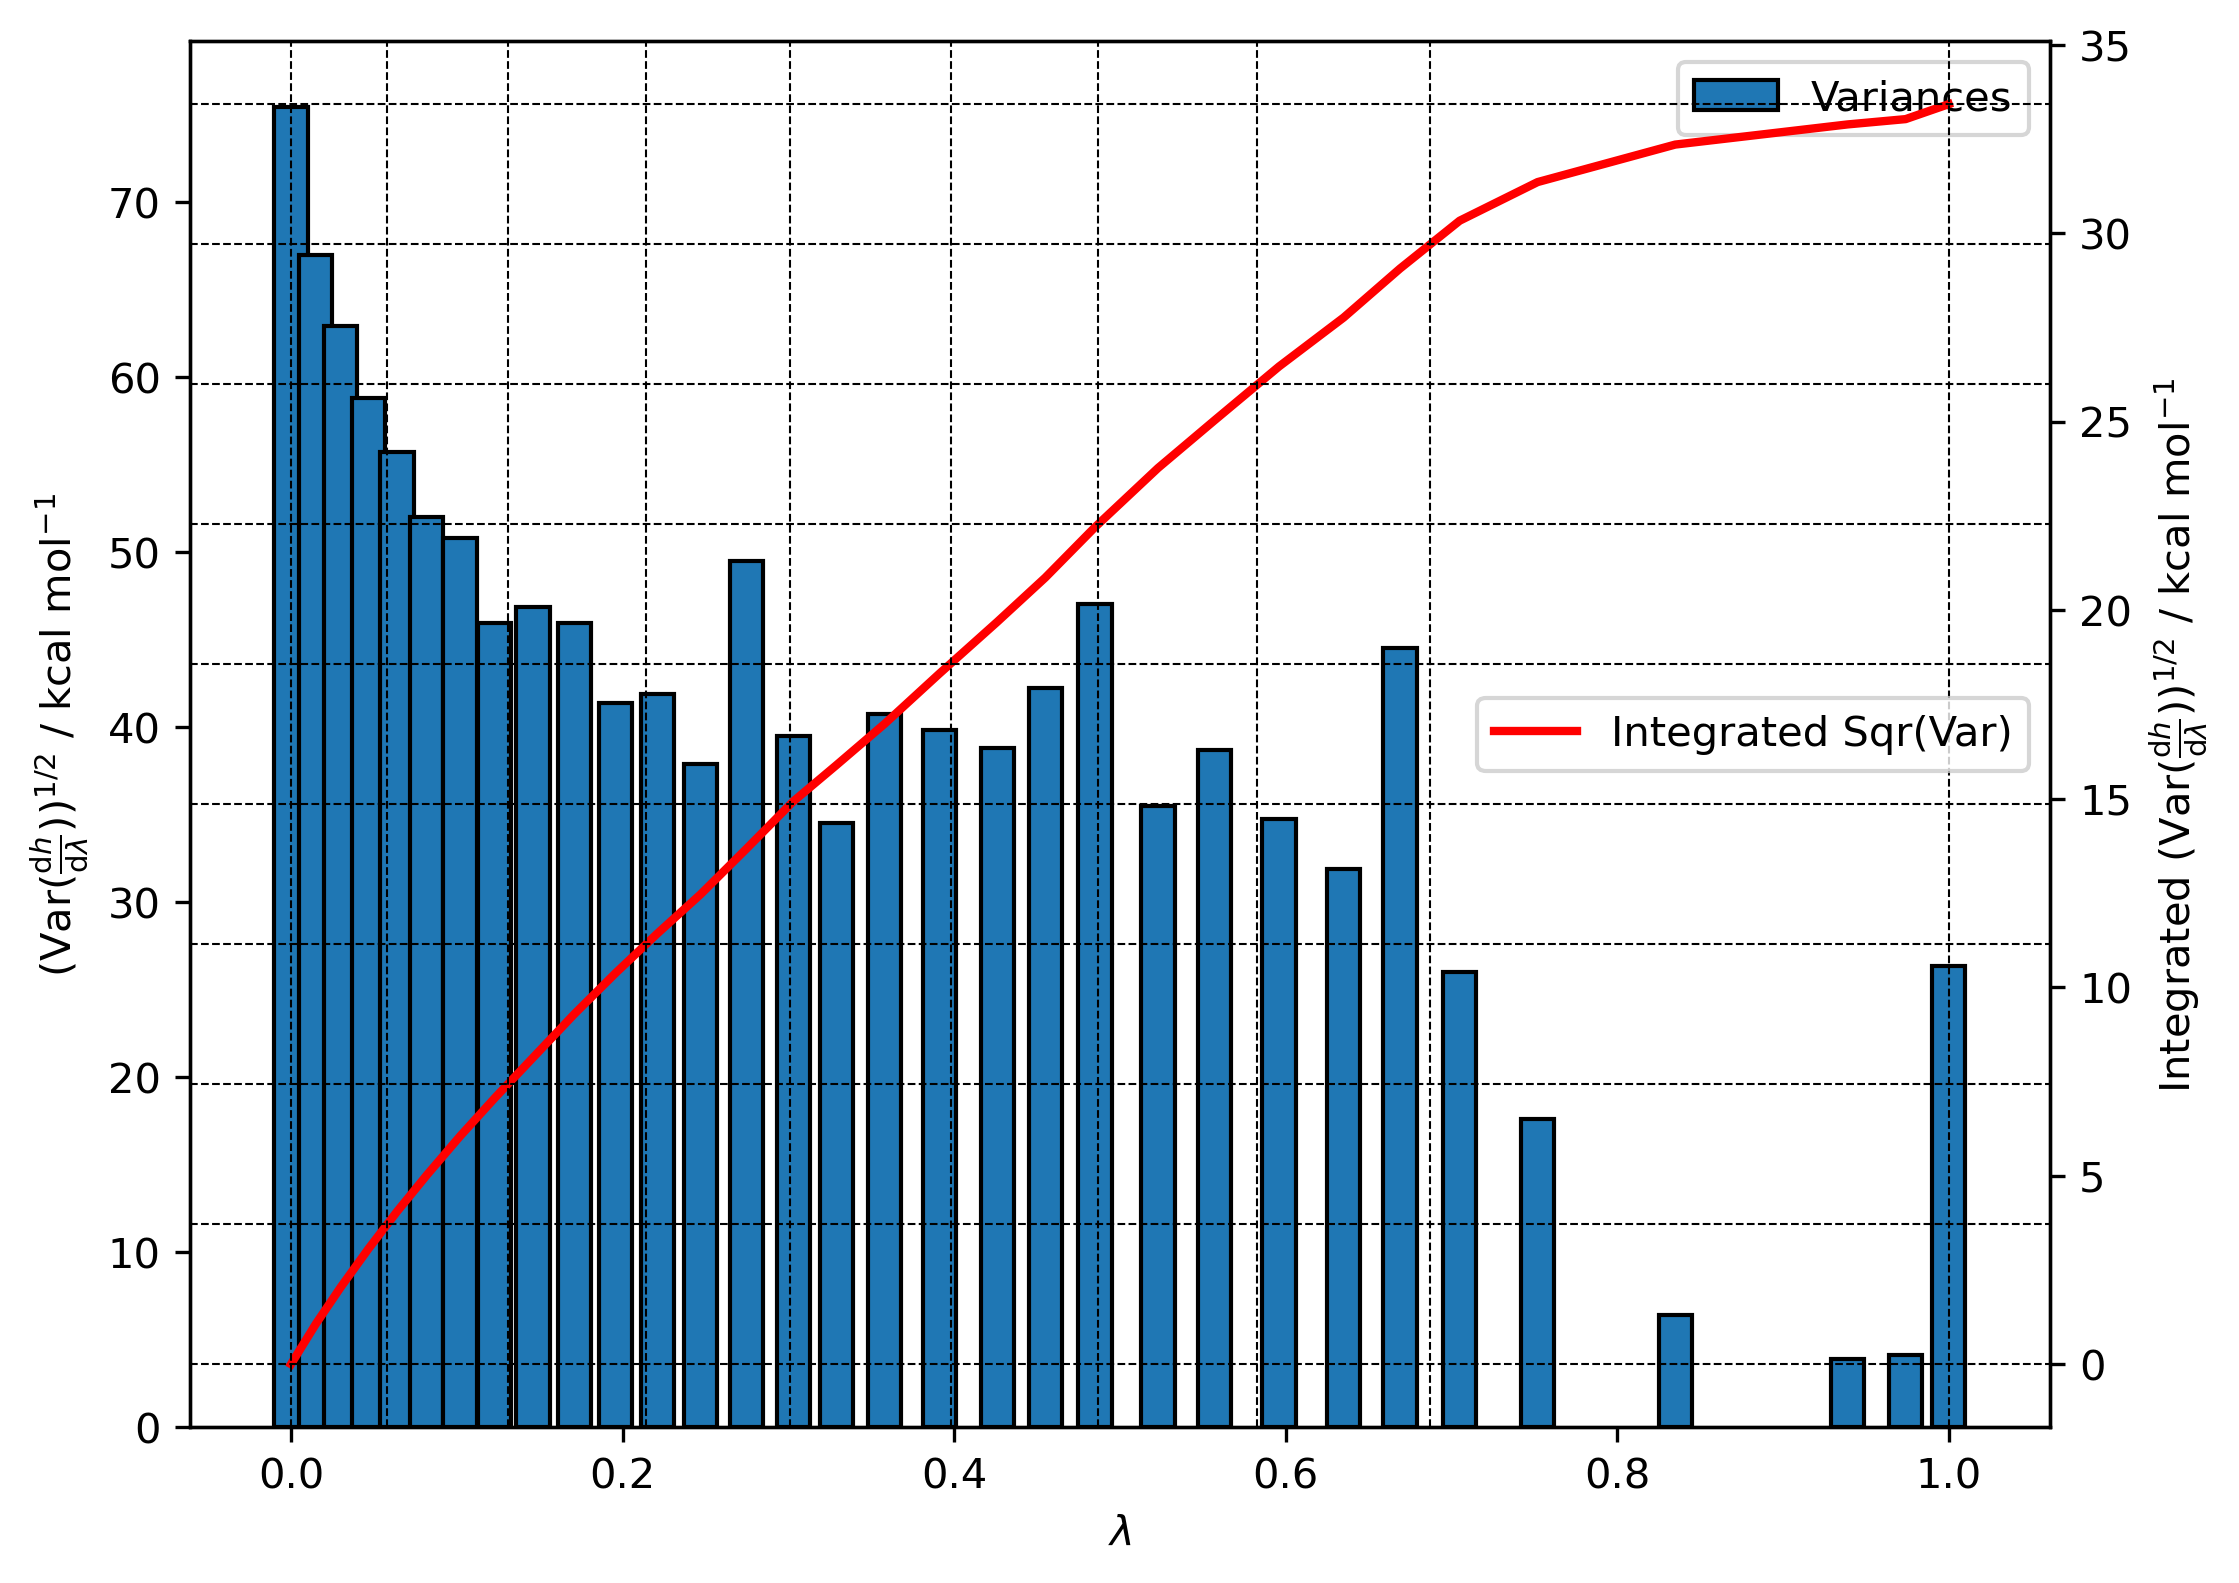 Variances
Integrated Sqr(Var)
(Var(dh/dλ))^1/2 / kcal mol^−1
70
60
50
40
30
20
10
0
35
30
25
20
15
10
5
0
Integrated (Var(dh/dλ))^1/2 / kcal mol^−1
0.0 0.2 0.4 0.6 0.8 1.0
λ